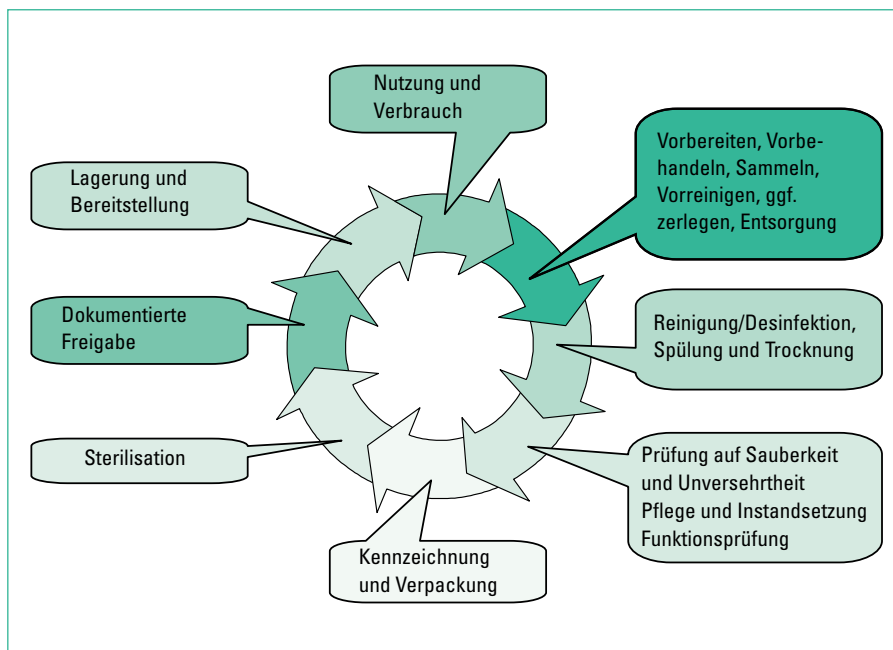 Nutzung und
Verbrauch
Vorbereiten, Vorbe-
handeln, Sammeln,
Vorreinigen, ggf.
zerlegen, Entsorgung
Reinigung/Desinfektion,
Spülung und Trocknung
Prüfung auf Sauberkeit
und Unversehrtheit
Pflege und Instandsetzung
Funktionsprüfung
Kennzeichnung
und Verpackung
Sterilisation
Dokumentierte
Freigabe
Lagerung und
Bereitstellung